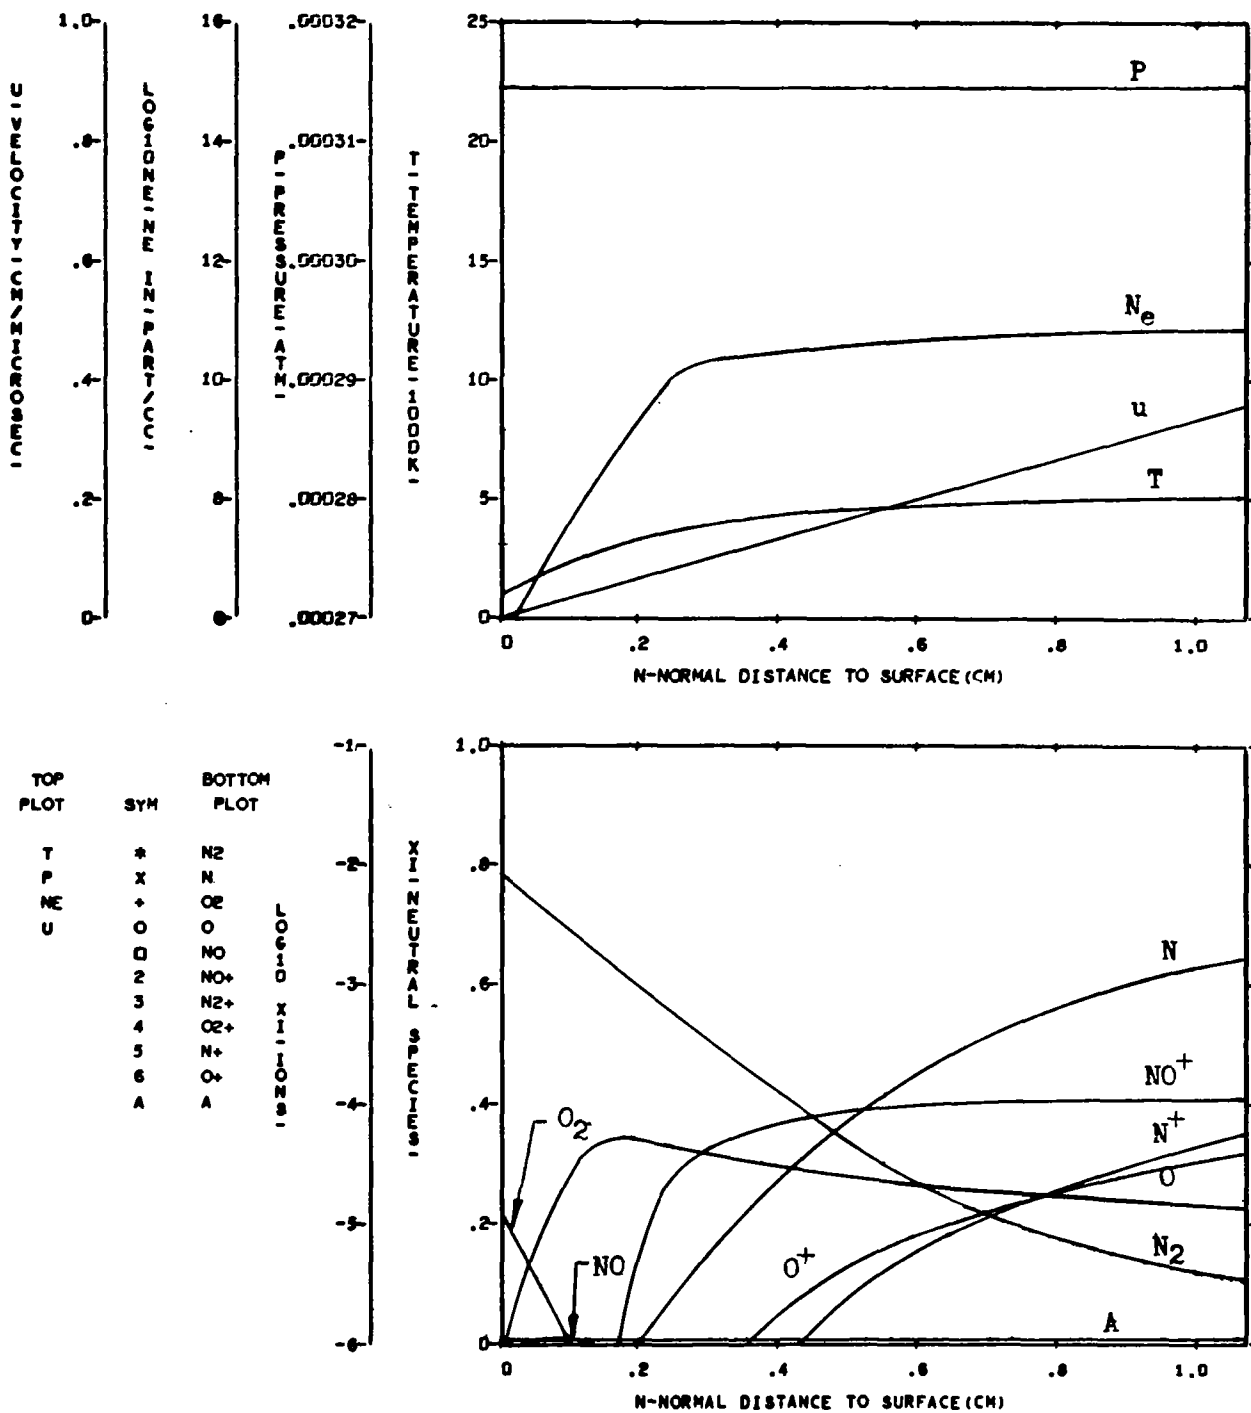 1.0-
.8-
.6-
.4-
.2-
0-
U-VELOCITY-CM/MICROSEC-
16-
14-
12-
10-
8-
6-
LOG10NE-NE IN-PART/CC-
.00032-
.00031-
.00030-
.00029-
.00028-
.00027-
P-PRESSURE-ATM-
25
20-
15-
10-
5-
0-
T-TEMPERATURE-1000K-
P
Ne
u
T
0 .2 .4 .6 .8 1.0
N-NORMAL DISTANCE TO SURFACE(CM)
TOP BOTTOM
PLOT SYM PLOT
T * N2
P X N
NE + O2
U O O
□ NO
2 NO+
3 N2+
4 O2+
5 N+
6 O+
A A
-1-
-2-
-3-
-4-
-5-
-6-
LOG10 XI-IONS-
1.0
.8-
.6-
.4-
.2-
0-
XI-NEUTRAL SPECIES-
N
NO+
N+
O2
O
O+
NO
N2
A
0 .2 .4 .6 .8 1.0
N-NORMAL DISTANCE TO SURFACE(CM)